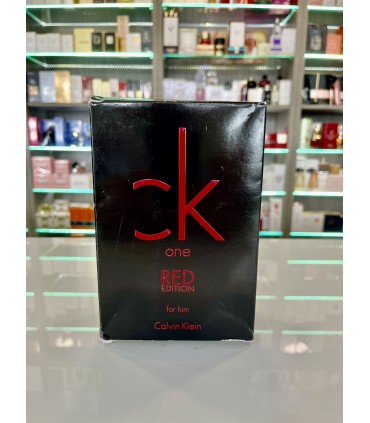 ck
one
RED
EDITION
for him
Calvin Klein